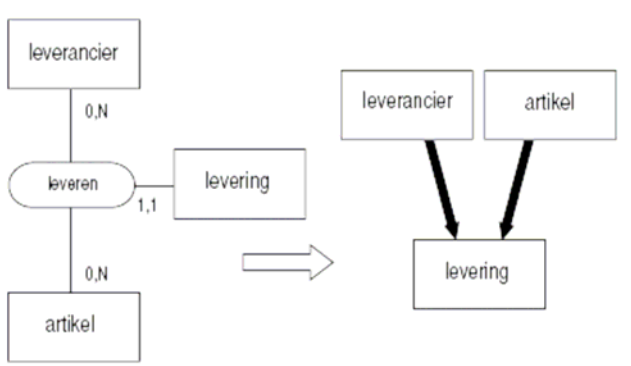 leverancier
0,N
leveren
1,1
levering
0,N
artikel
leverancier
artikel
levering